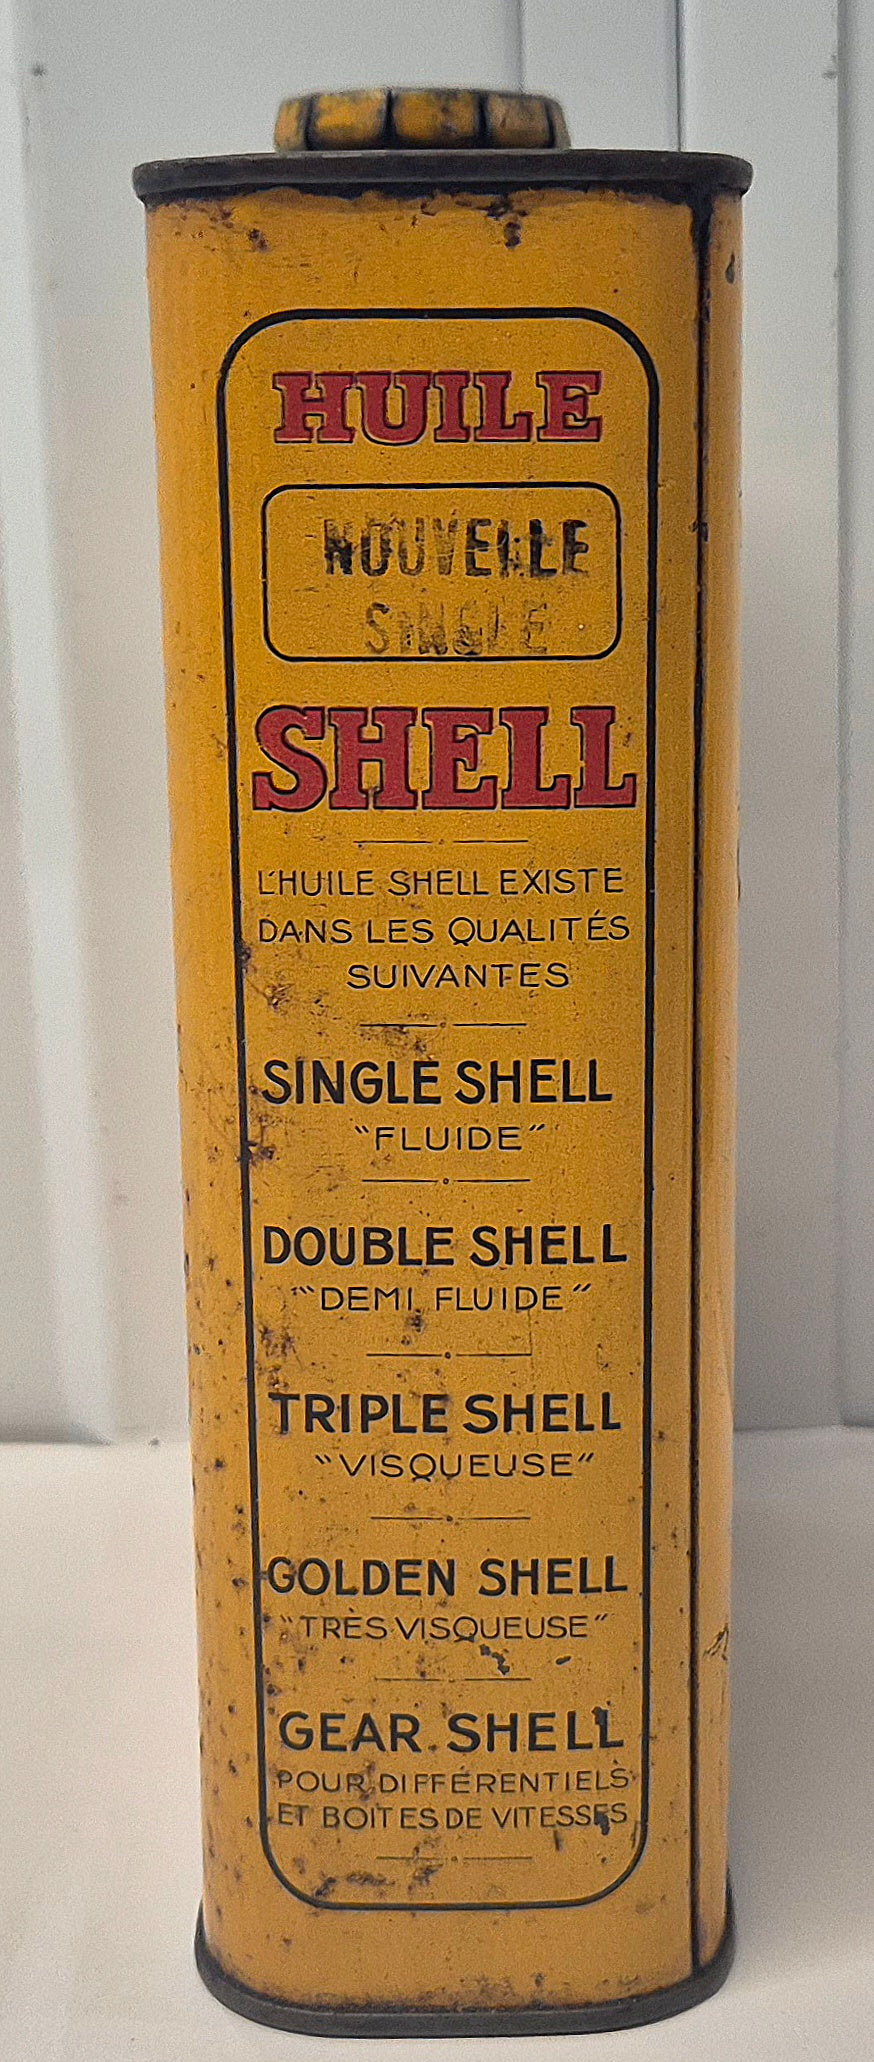 HUILE
NOUVELLE
SINGLE
SHELL
L'HUILE SHELL EXISTE
DANS LES QUALITÉS
SUIVANTES
SINGLE SHELL
"FLUIDE"
DOUBLE SHELL
"DEMI FLUIDE"
TRIPLE SHELL
"VISQUEUSE"
GOLDEN SHELL
"TRÈS VISQUEUSE"
GEAR SHELL
POUR DIFFÉRENTIELS
ET BOITES DE VITESSES